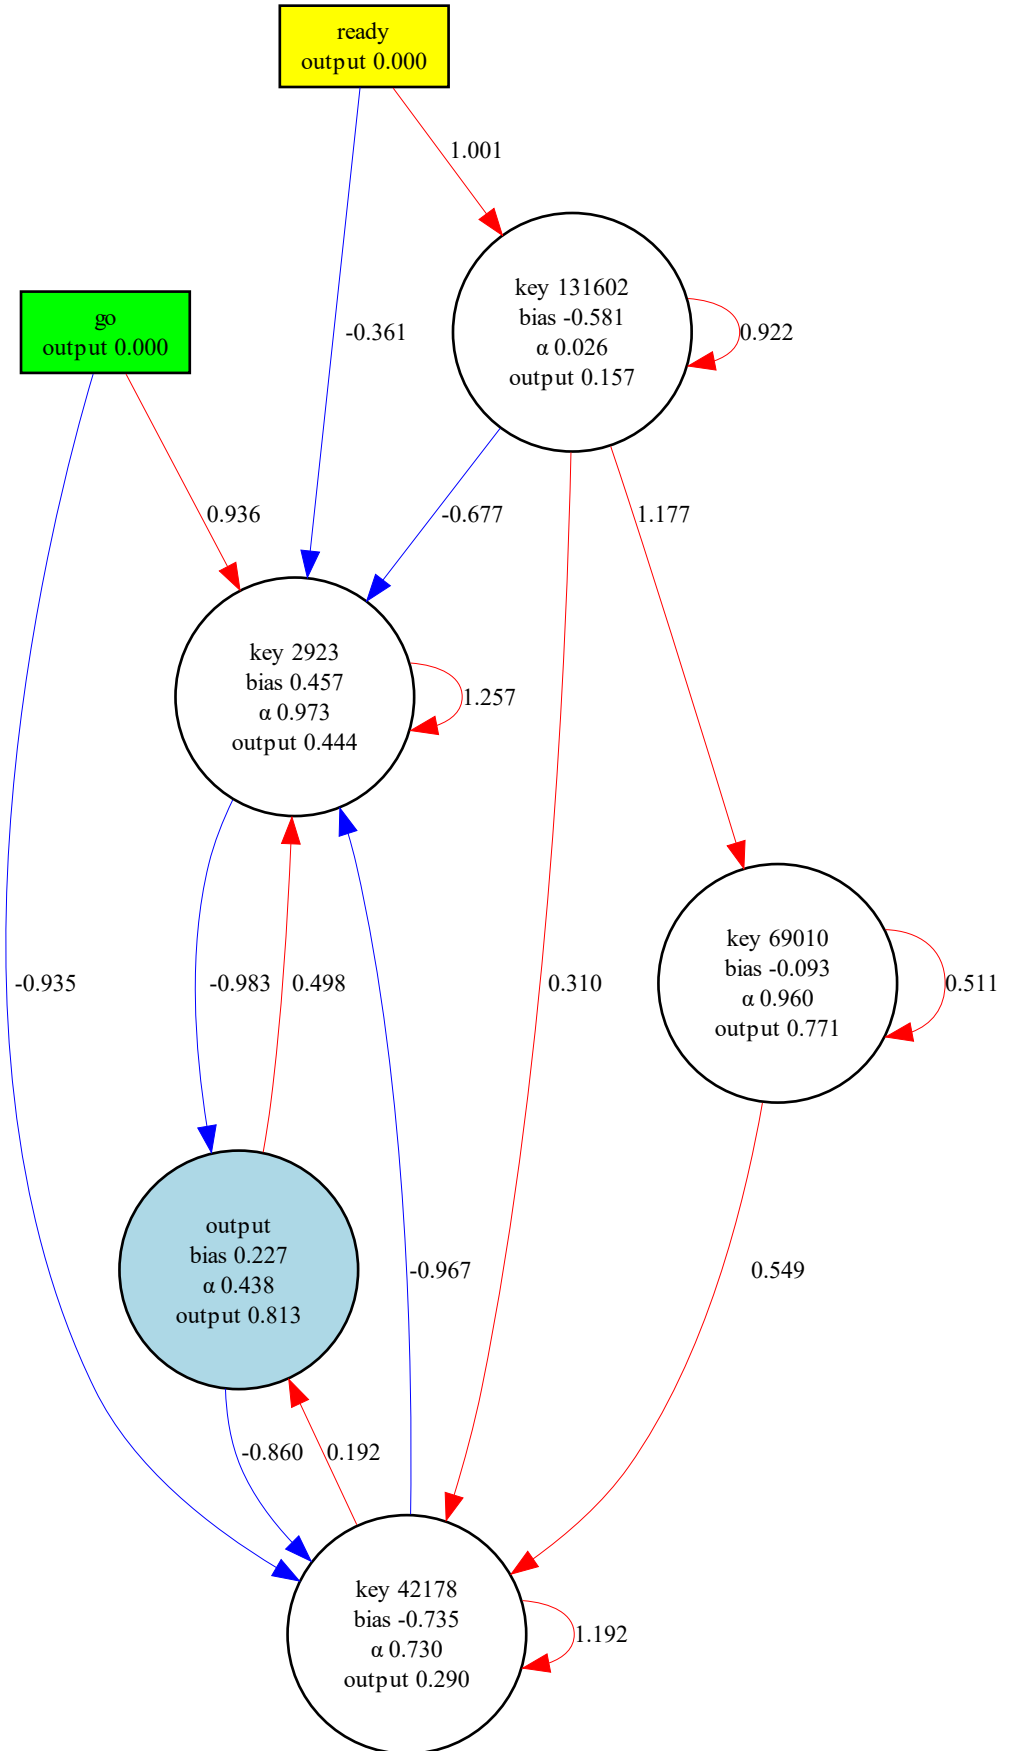 ready
output 0.000
1.001
key 131602
bias -0.581
α 0.026
output 0.157
0.922
go
output 0.000
-0.361
0.936
-0.677
1.177
key 2923
bias 0.457
α 0.973
output 0.444
1.257
key 69010
bias -0.093
α 0.960
output 0.771
0.511
-0.935
-0.983
0.498
0.310
output
bias 0.227
α 0.438
output 0.813
-0.967
0.549
-0.860
0.192
key 42178
bias -0.735
α 0.730
output 0.290
1.192